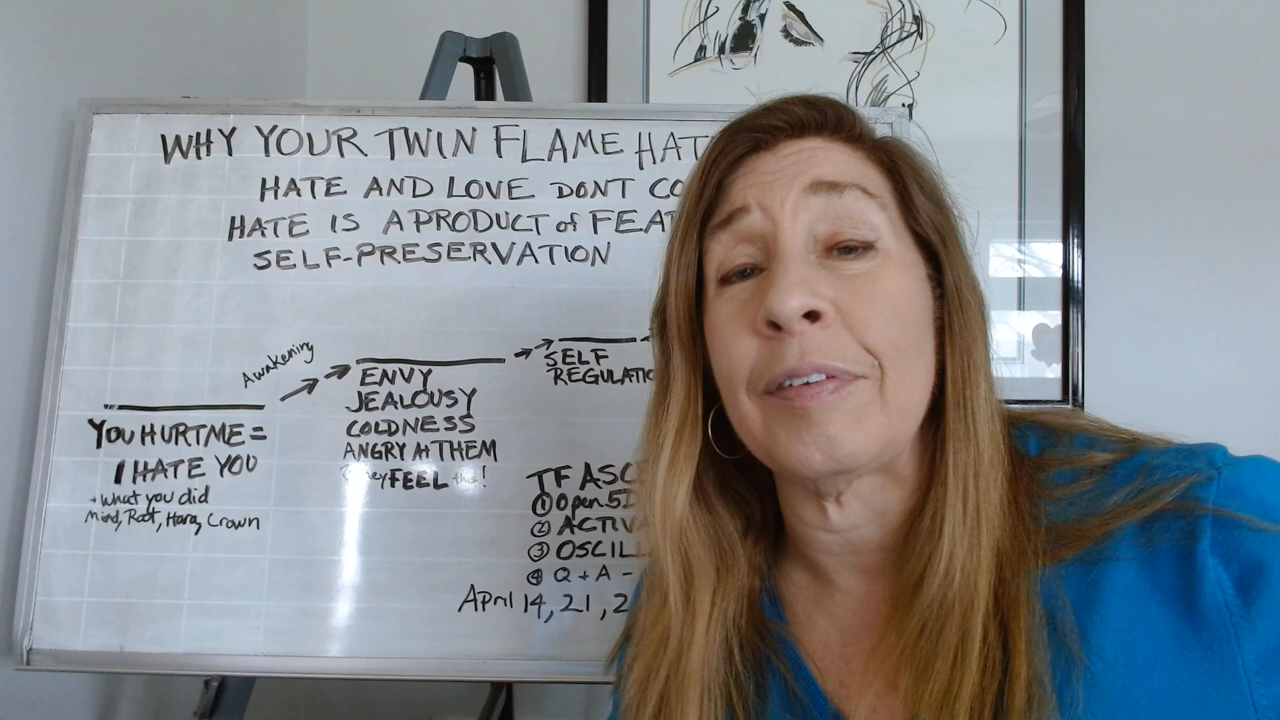 WHY YOUR TWIN FLAME HAT
HATE AND LOVE DONT CO
HATE IS A PRODUCT of FEA
SELF-PRESERVATION
Awakening
YOU HURT ME =
I HATE YOU
+ what you did
Mind, Root, Hara, Crown
ENVY
JEALOUSY
COLDNESS
ANGRY At THEM
FEEL this!
SELF
REGULATIO
TF ASC
① Open 5D
② ACTIVA
③ OSCILL
④ Q + A -
April 14, 21, 2